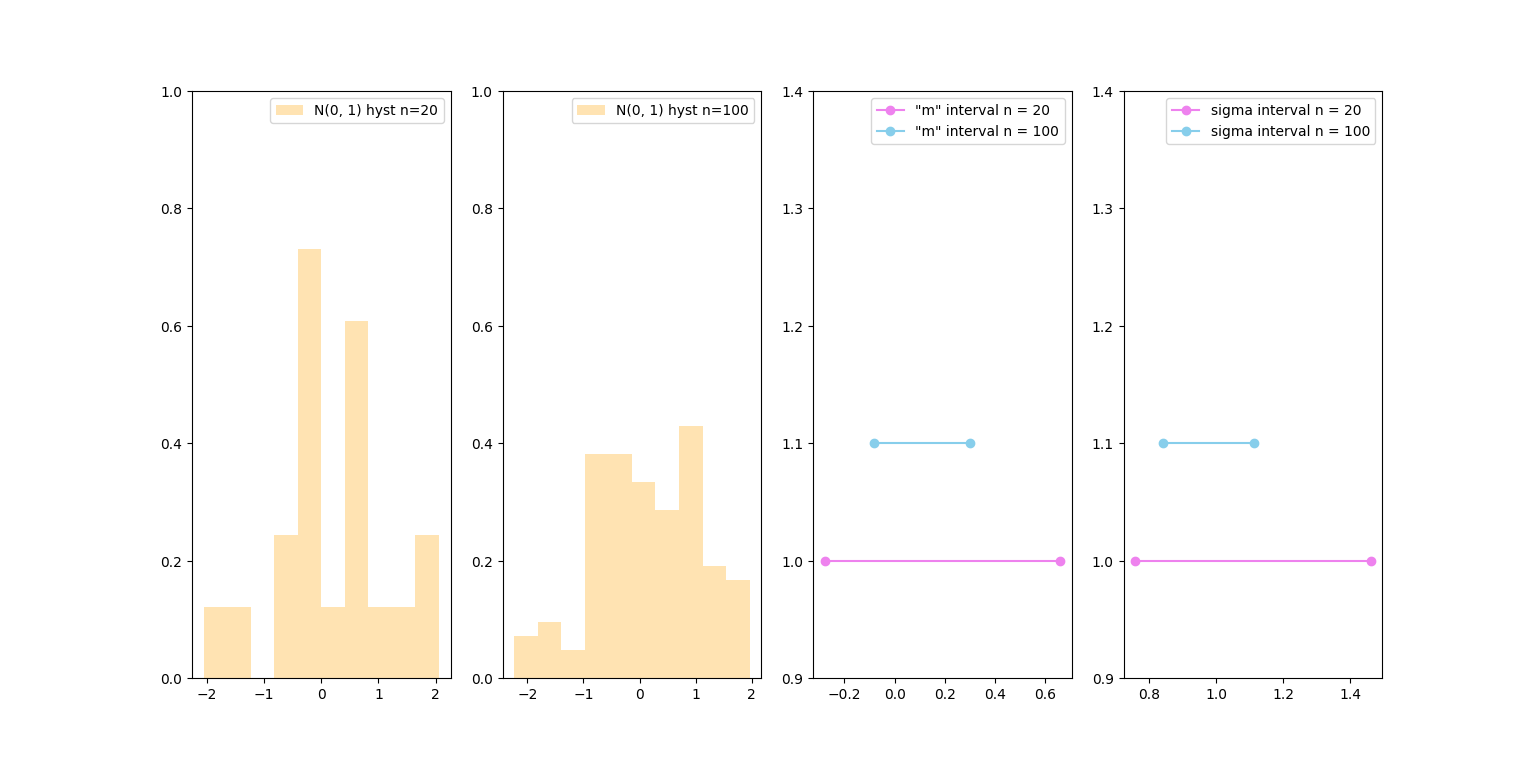 N(0, 1) hyst n=20
1.0
0.8
0.6
0.4
0.2
0.0
−2 −1 0 1 2
N(0, 1) hyst n=100
1.0
0.8
0.6
0.4
0.2
0.0
−2 −1 0 1 2
"m" interval n = 20
"m" interval n = 100
1.4
1.3
1.2
1.1
1.0
0.9
−0.2 0.0 0.2 0.4 0.6
sigma interval n = 20
sigma interval n = 100
1.4
1.3
1.2
1.1
1.0
0.9
0.8 1.0 1.2 1.4